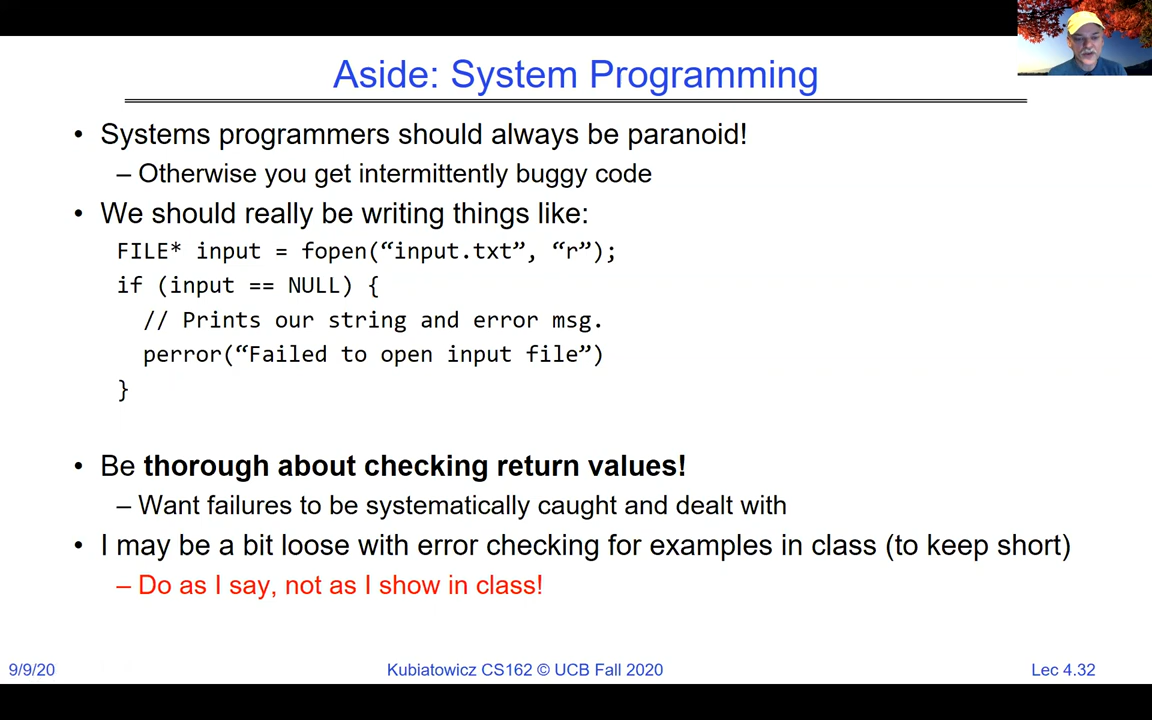 Aside: System Programming
• Systems programmers should always be paranoid!
– Otherwise you get intermittently buggy code
• We should really be writing things like:
FILE* input = fopen(“input.txt”, “r”);
if (input == NULL) {
// Prints our string and error msg.
perror(“Failed to open input file”)
}
• Be thorough about checking return values!
– Want failures to be systematically caught and dealt with
• I may be a bit loose with error checking for examples in class (to keep short)
– Do as I say, not as I show in class!
9/9/20
Kubiatowicz CS162 © UCB Fall 2020
Lec 4.32